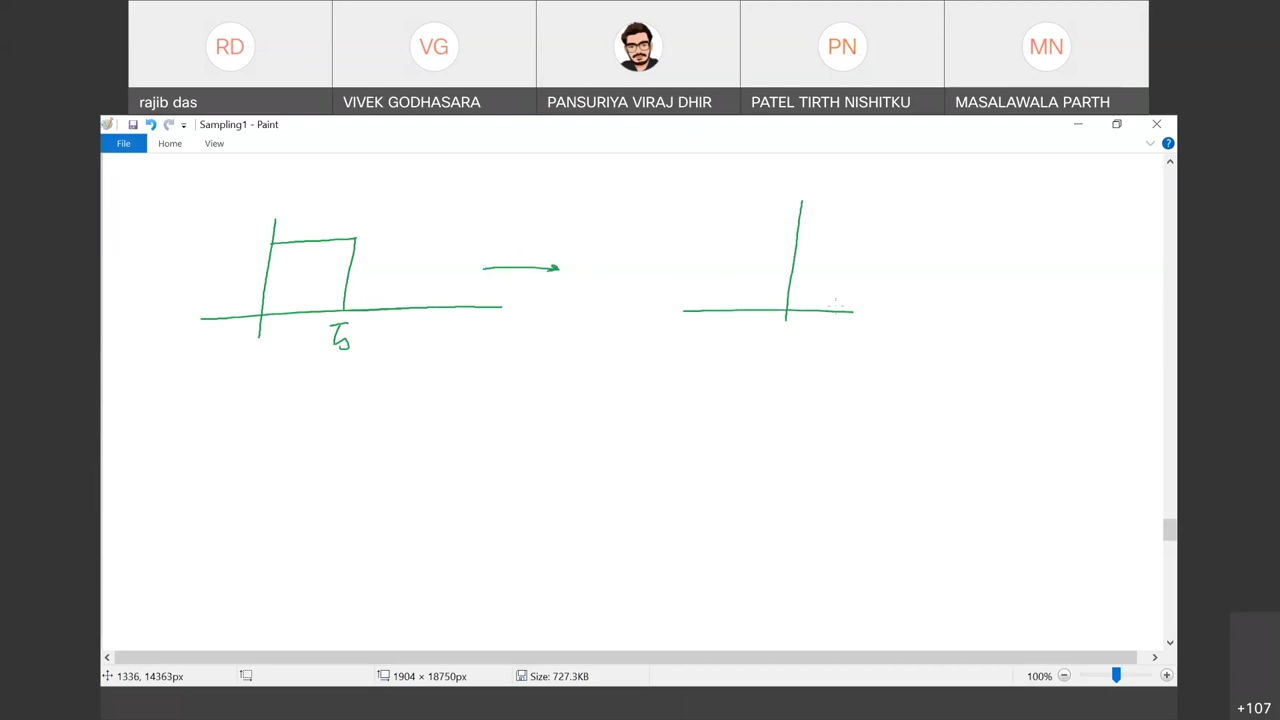 RD
VG
PN
MN
rajib das
VIVEK GODHASARA
PANSURIYA VIRAJ DHIR
PATEL TIRTH NISHITKU
MASALAWALA PARTH
Sampling1 - Paint
File
Home
View
?
1336, 14363px
1904 × 18750px
Size: 727.3KB
100%
+107